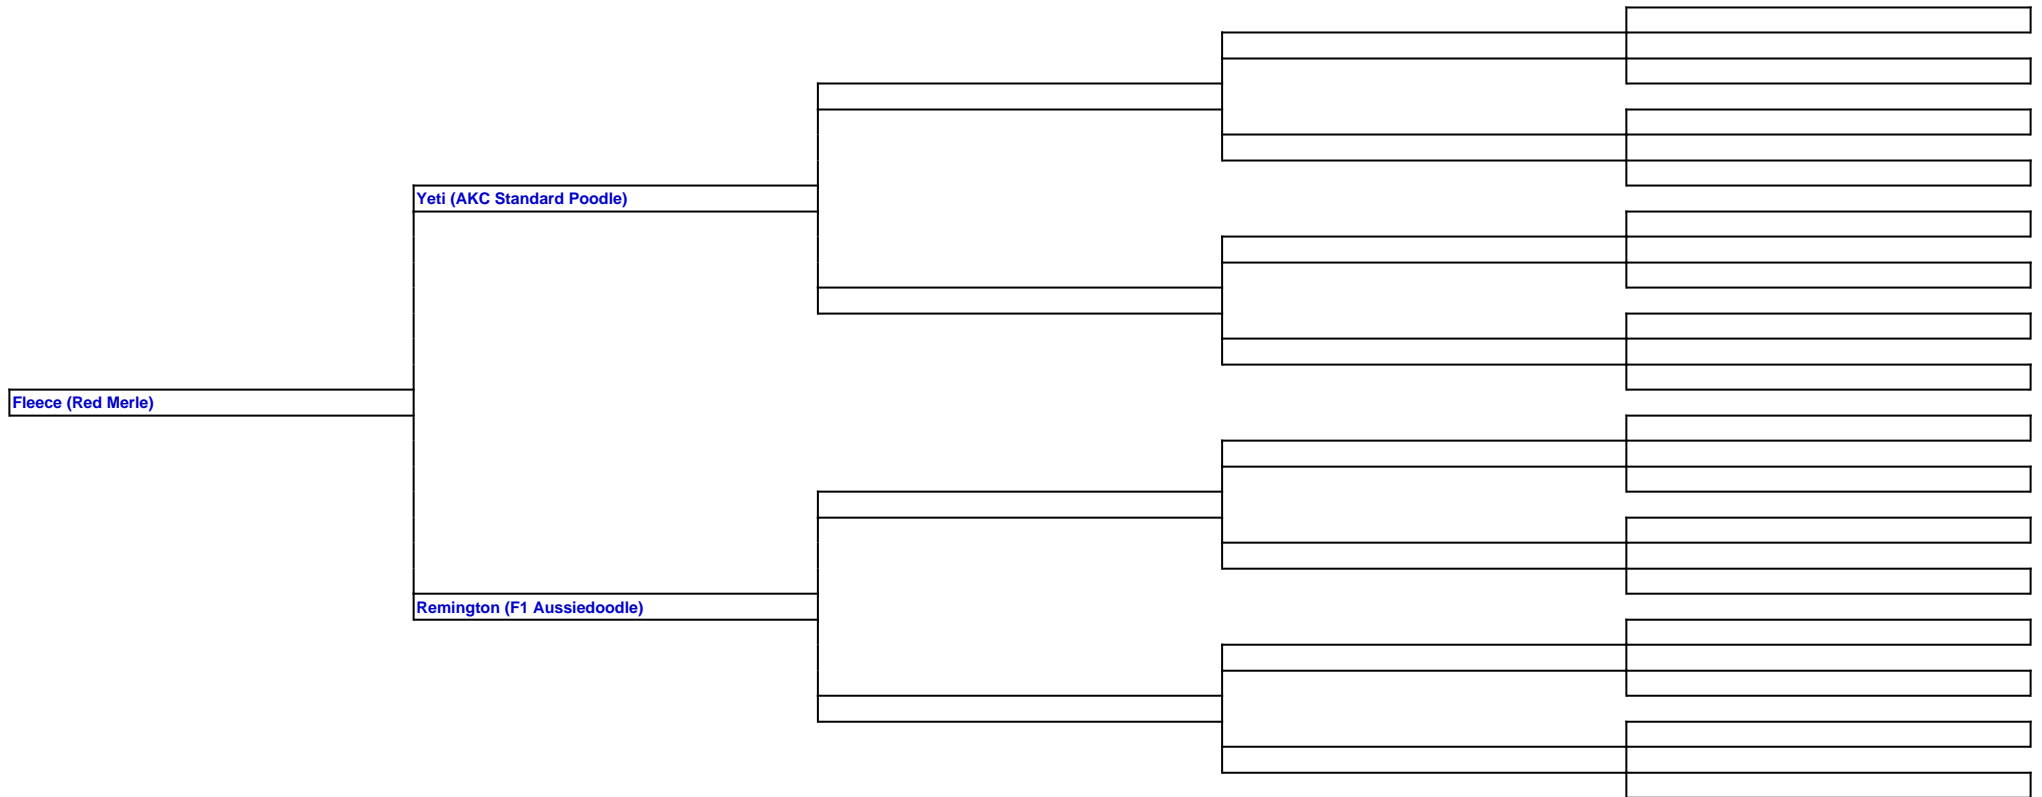 Yeti (AKC Standard Poodle)
Fleece (Red Merle)
Remington (F1 Aussiedoodle)